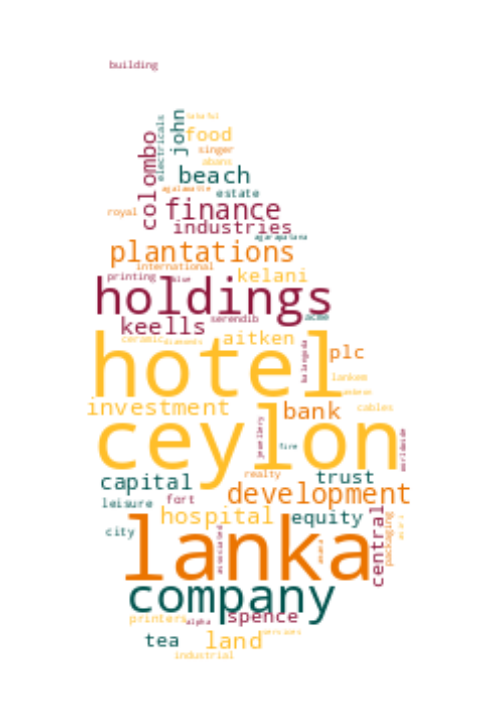 building
lotus ful
food
john
electricals
colombo
singer
abans
beach
agalawatte
estate
royal
finance
industries
agarapatana
plantations
international
printing
blue
kelani
holdings
serendib
acme
keells
ceramic
diamonds
aitken
balangoda
plc
hotel
lankem
investment
bank
cables
ceylon
jewellery
fire
worldwide
realty
capital
trust
leisure
fort
development
hospital
equity
city
central
packaging
lanka
associated
company
printers
alpha
spence
services
tea
land
industrial